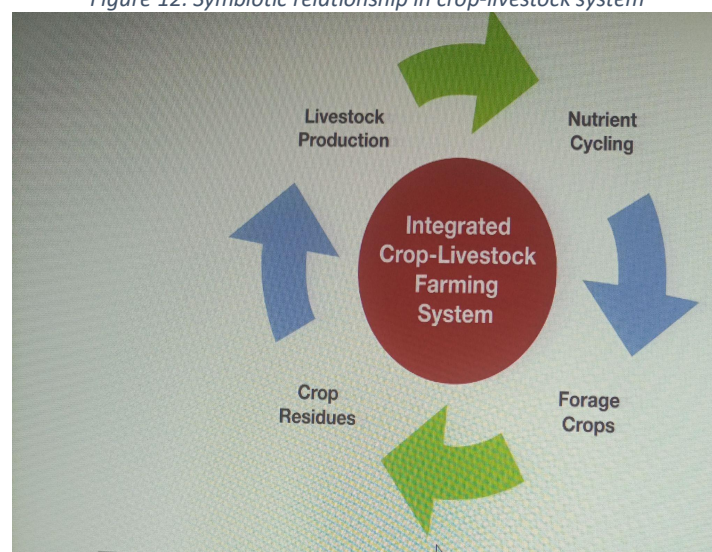 Figure 12: Symbiotic relationship in crop-livestock system
Livestock
Production
Nutrient
Cycling
Integrated
Crop-Livestock
Farming
System
Crop
Residues
Forage
Crops